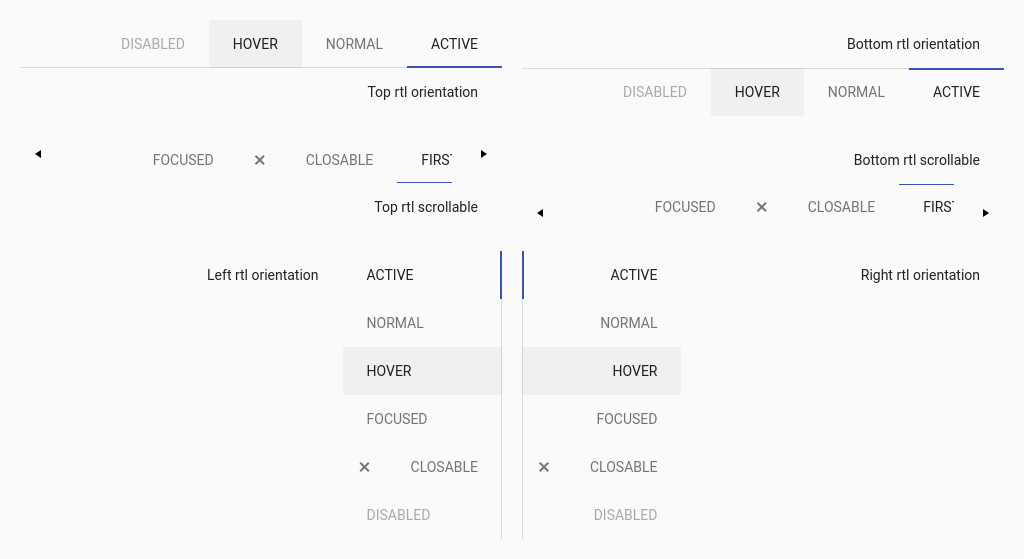 DISABLED HOVER NORMAL ACTIVE
Top rtl orientation
Bottom rtl orientation
DISABLED HOVER NORMAL ACTIVE
FOCUSED CLOSABLE FIRS
Top rtl scrollable
Bottom rtl scrollable
FOCUSED CLOSABLE FIRS
Left rtl orientation
ACTIVE
NORMAL
HOVER
FOCUSED
CLOSABLE
DISABLED
ACTIVE
Right rtl orientation
NORMAL
HOVER
FOCUSED
CLOSABLE
DISABLED